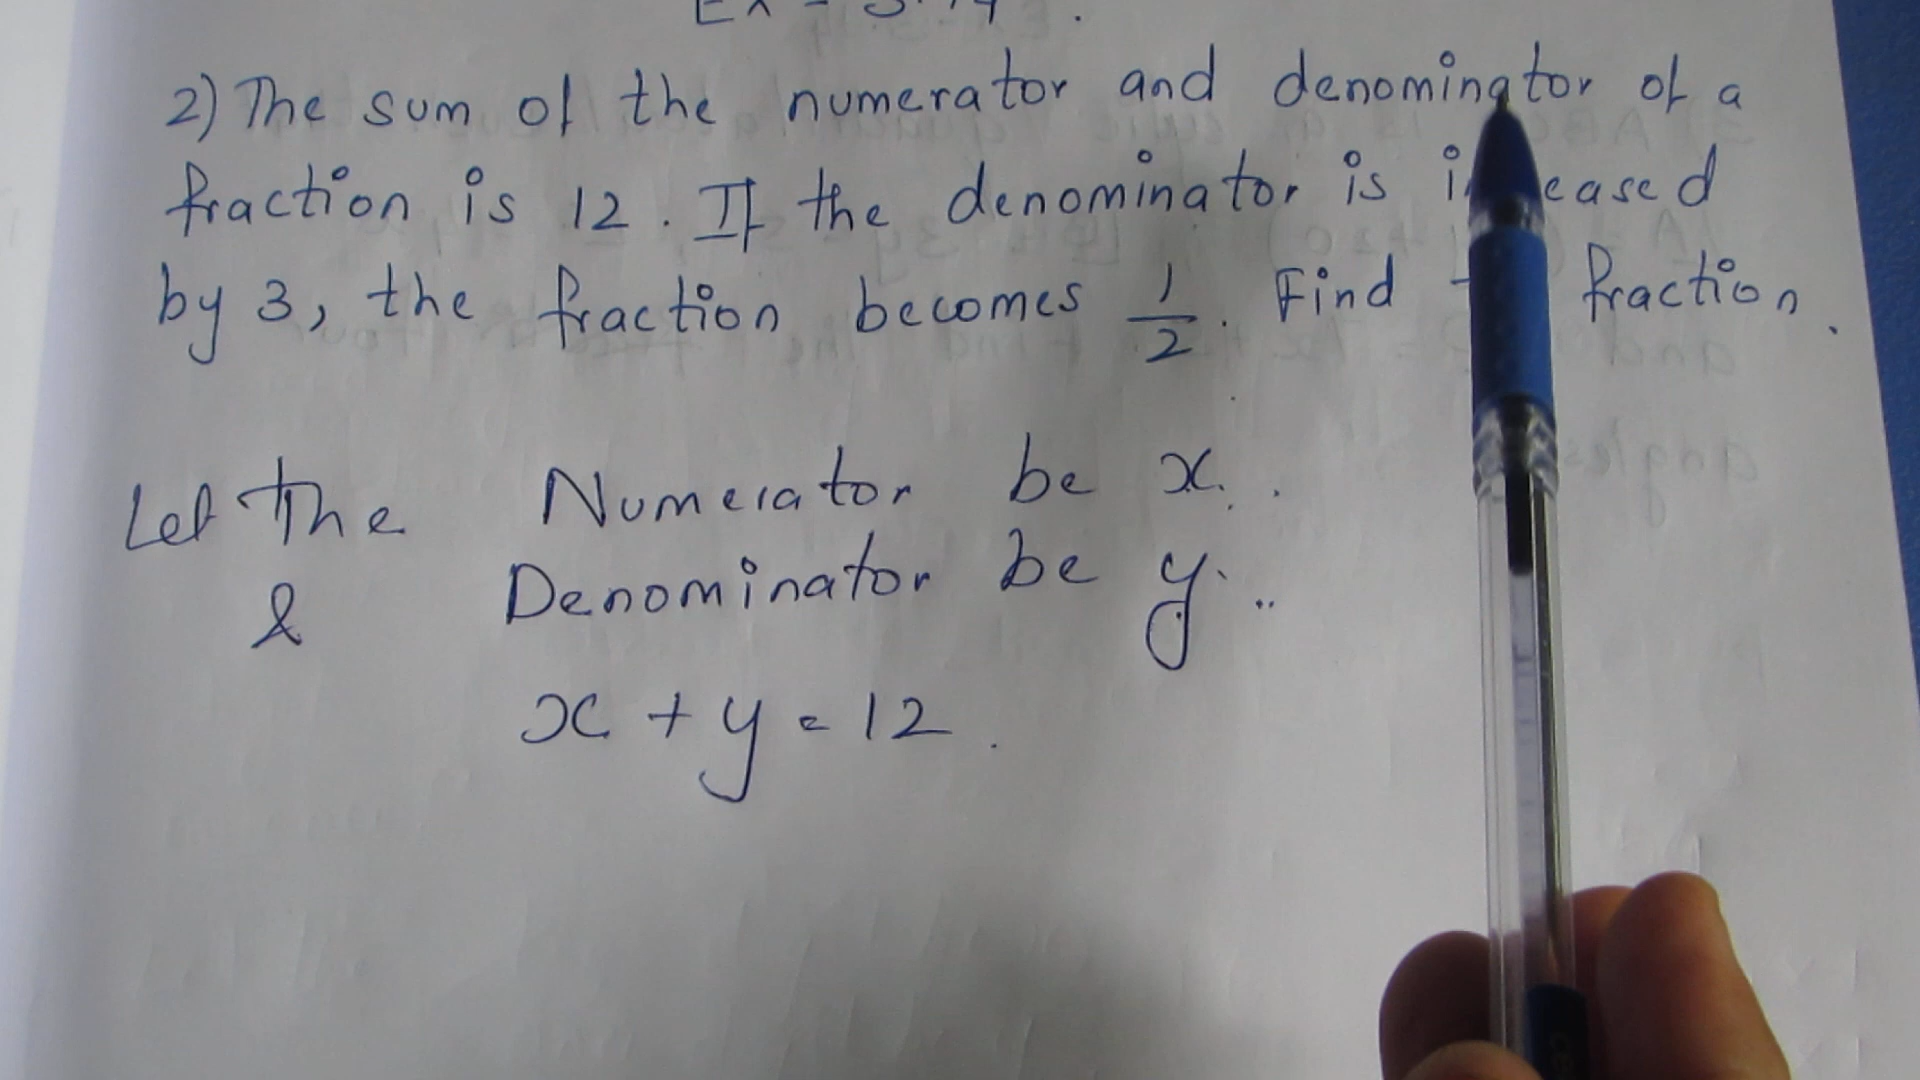 2) The sum of the numerator and denominator of a
fraction is 12. If the denominator is
by 3, the fraction becomes 1/2. Find fraction.
Let The Numerator be x.
& Denominator be y.
x + y = 12.